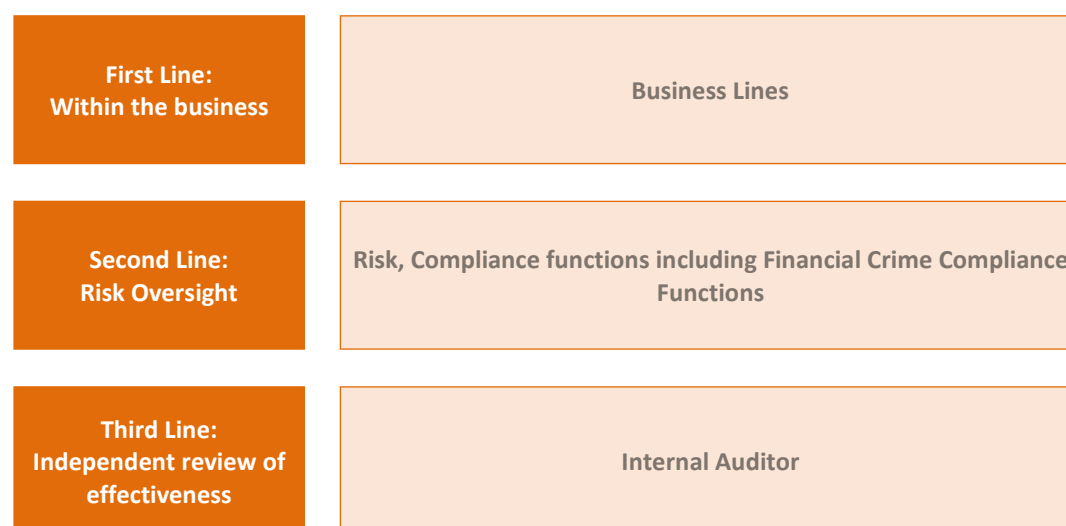 First Line:
Within the business
Business Lines
Second Line:
Risk Oversight
Risk, Compliance functions including Financial Crime Compliance
Functions
Third Line:
Independent review of
effectiveness
Internal Auditor